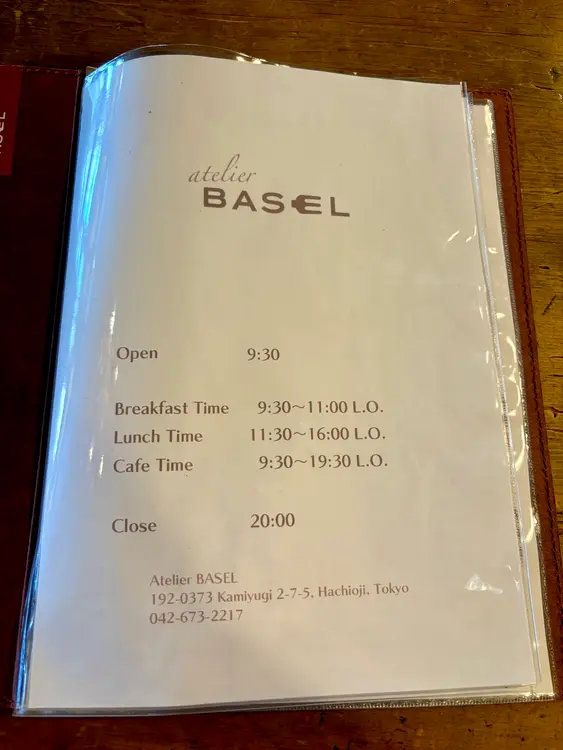 atelier
BASEL
Open 9:30
Breakfast Time 9:30～11:00 L.O.
Lunch Time 11:30～16:00 L.O.
Cafe Time 9:30～19:30 L.O.
Close 20:00
Atelier BASEL
192-0373 Kamiyugi 2-7-5, Hachioji. Tokyo
042-673-2217